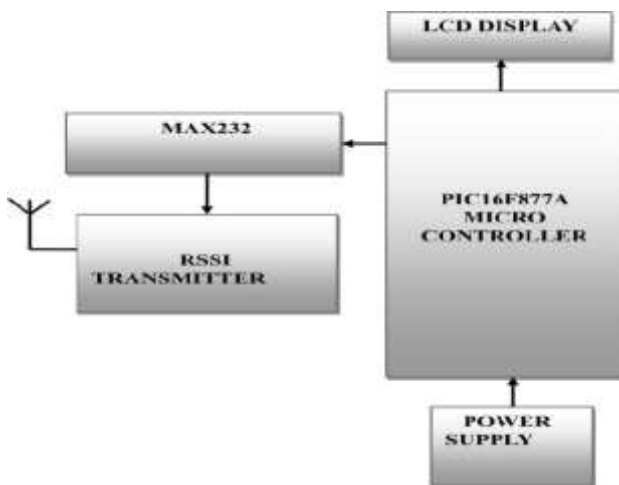 LCD DISPLAY
MAX232
PIC16F877A
MICRO
CONTROLLER
RSSI
TRANSMITTER
POWER
SUPPLY